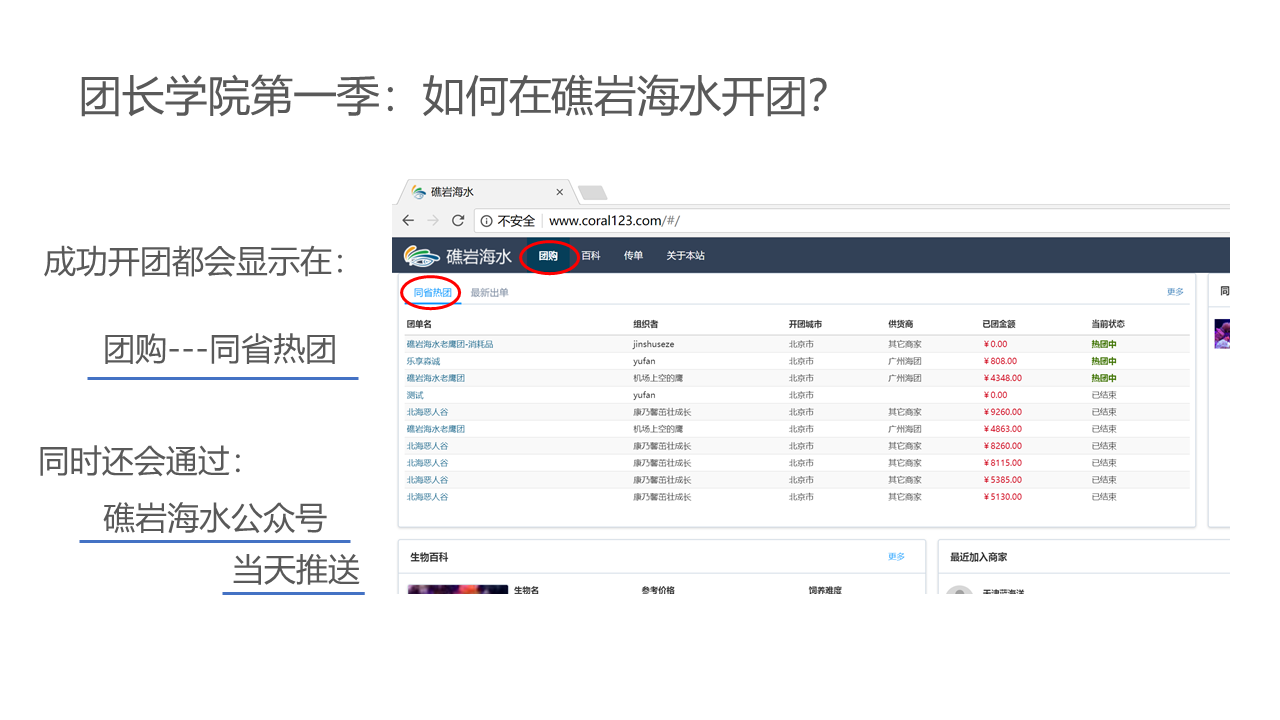 团长学院第一季：如何在礁岩海水开团？
成功开团都会显示在：
团购---同省热团
同时还会通过：
礁岩海水公众号
当天推送
礁岩海水
不安全 www.coral123.com/#/
礁岩海水 团购 百科 传单 关于本站
同省热团 最新出单 更多
团单名 组织者 开团城市 供货商 已团金额 当前状态
礁岩海水老鹰团-消耗品 jinshuseze 北京市 其它商家 ¥0.00 热团中
乐享淼诚 yufan 北京市 广州海团 ¥808.00 热团中
礁岩海水老鹰团 机场上空的鹰 北京市 广州海团 ¥4348.00 热团中
测试 yufan 北京市 ¥0.00 已结束
北海恶人谷 康乃馨茁壮成长 北京市 其它商家 ¥9260.00 已结束
礁岩海水老鹰团 机场上空的鹰 北京市 广州海团 ¥4863.00 已结束
北海恶人谷 康乃馨茁壮成长 北京市 其它商家 ¥8260.00 已结束
北海恶人谷 康乃馨茁壮成长 北京市 其它商家 ¥8115.00 已结束
北海恶人谷 康乃馨茁壮成长 北京市 其它商家 ¥5385.00 已结束
北海恶人谷 康乃馨茁壮成长 北京市 其它商家 ¥5130.00 已结束
同
生物百科 更多
生物名 参考价格 饲养难度
最近加入商家